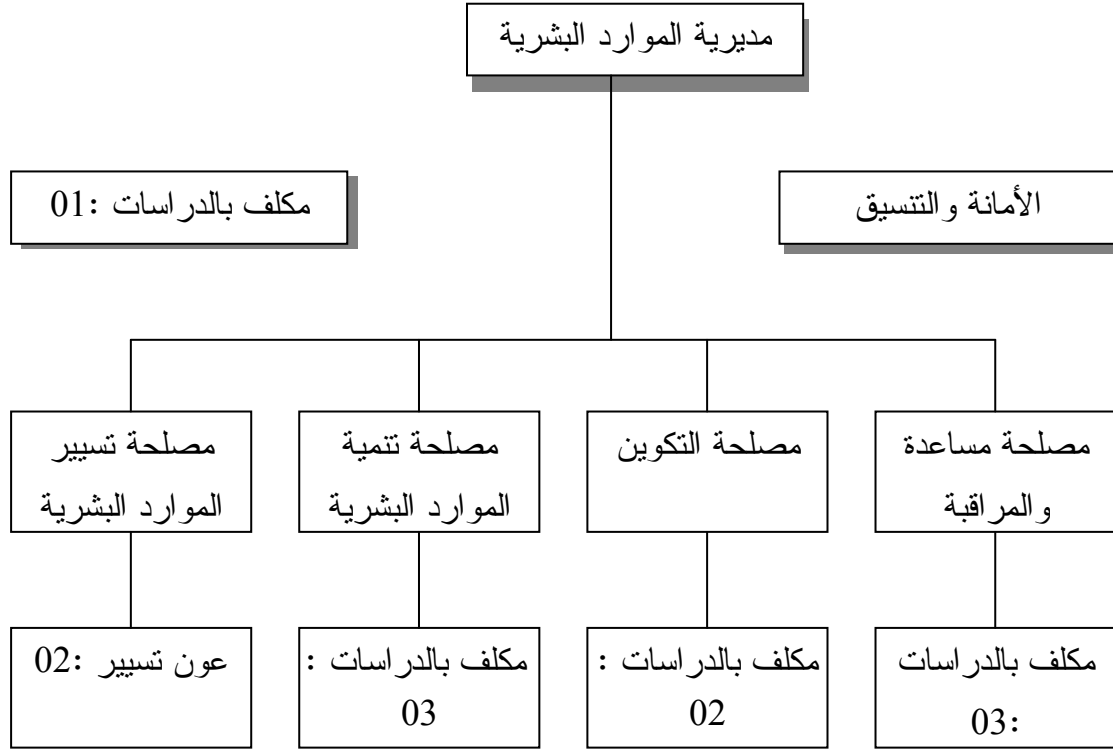 مديرية الموارد البشرية
الأمانة والتنسيق
مكلف بالدراسات :01
مصلحة مساعدة
والمراقبة
مصلحة التكوين
مصلحة تنمية
الموارد البشرية
مصلحة تسيير
الموارد البشرية
مكلف بالدراسات
:03
مكلف بالدراسات :
02
مكلف بالدراسات :
03
عون تسيير :02